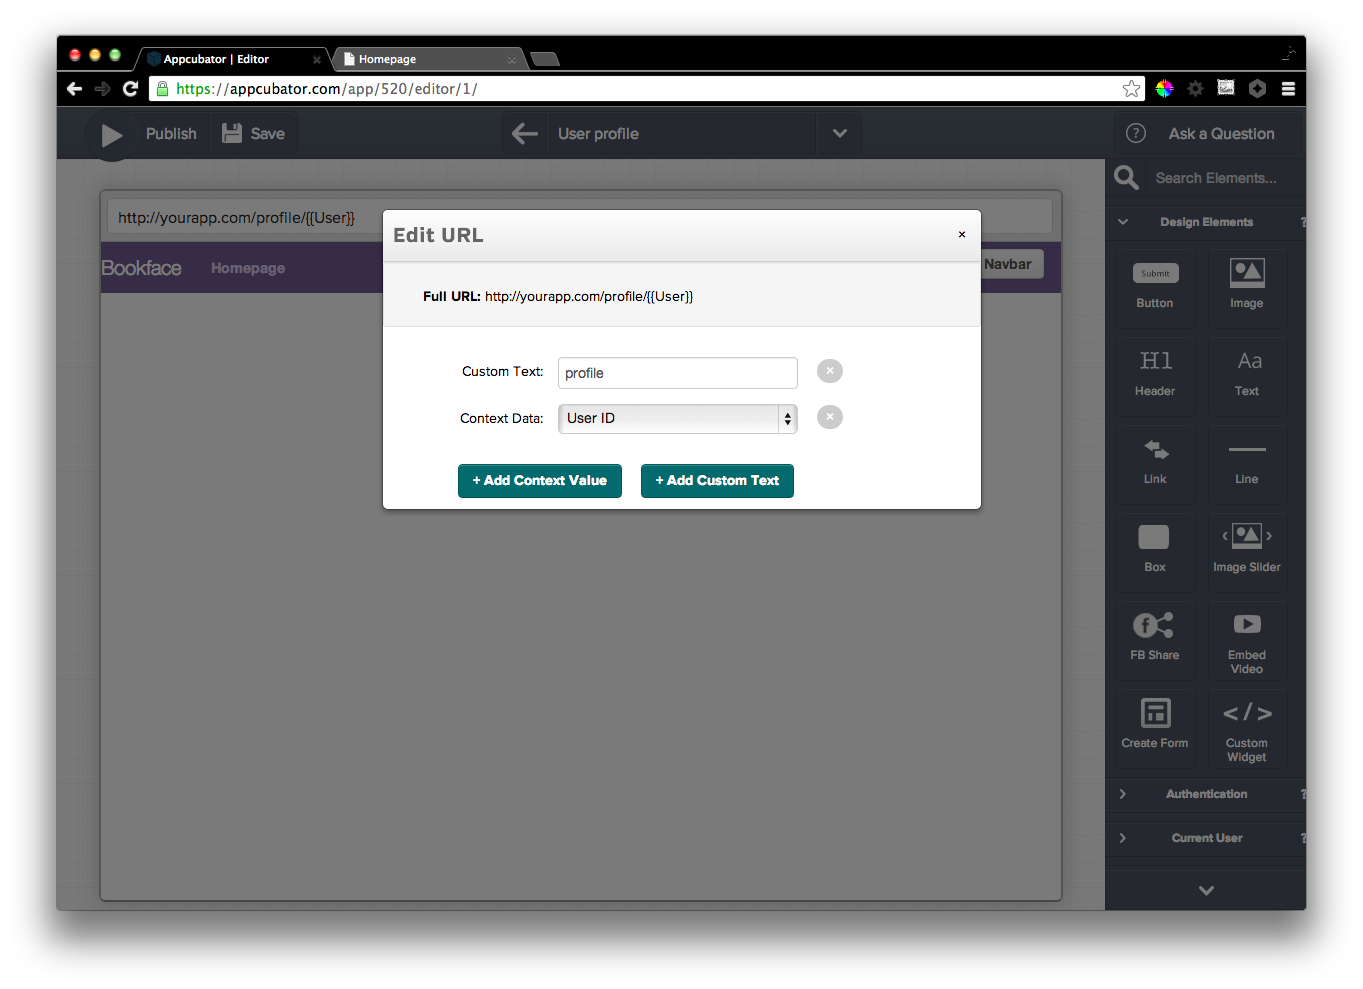 Appcubator | Editor
Homepage
https://appcubator.com/app/520/editor/1/
Publish
Save
User profile
? Ask a Question
Search Elements...
http://yourapp.com/profile/{{User}}
Edit URL
×
Design Elements ?
Bookface
Homepage
Navbar
Full URL: http://yourapp.com/profile/{{User}}
Custom Text: profile ×
Context Data: User ID ×
+ Add Context Value
+ Add Custom Text
Submit
Button
Image
H1
Header
Aa
Text
Link
Line
Box
Image Slider
f
FB Share
Embed
Video
Create Form
</>
Custom
Widget
Authentication ?
Current User ?